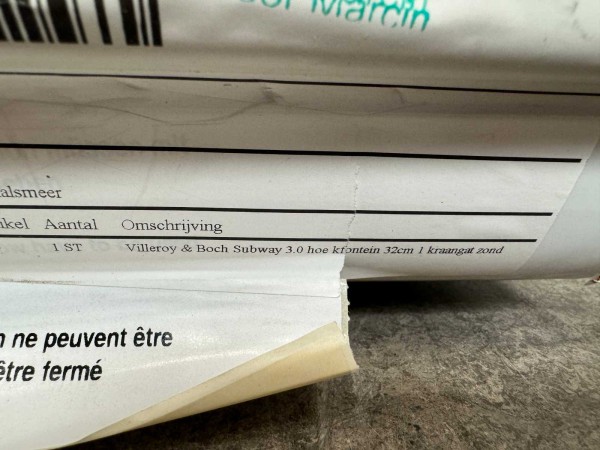 Marcin
alsmeer
ikel Aantal Omschrijving
1 ST Villeroy & Boch Subway 3.0 hoe kfontein 32cm 1 kraangat zond
n ne peuvent être
être fermé